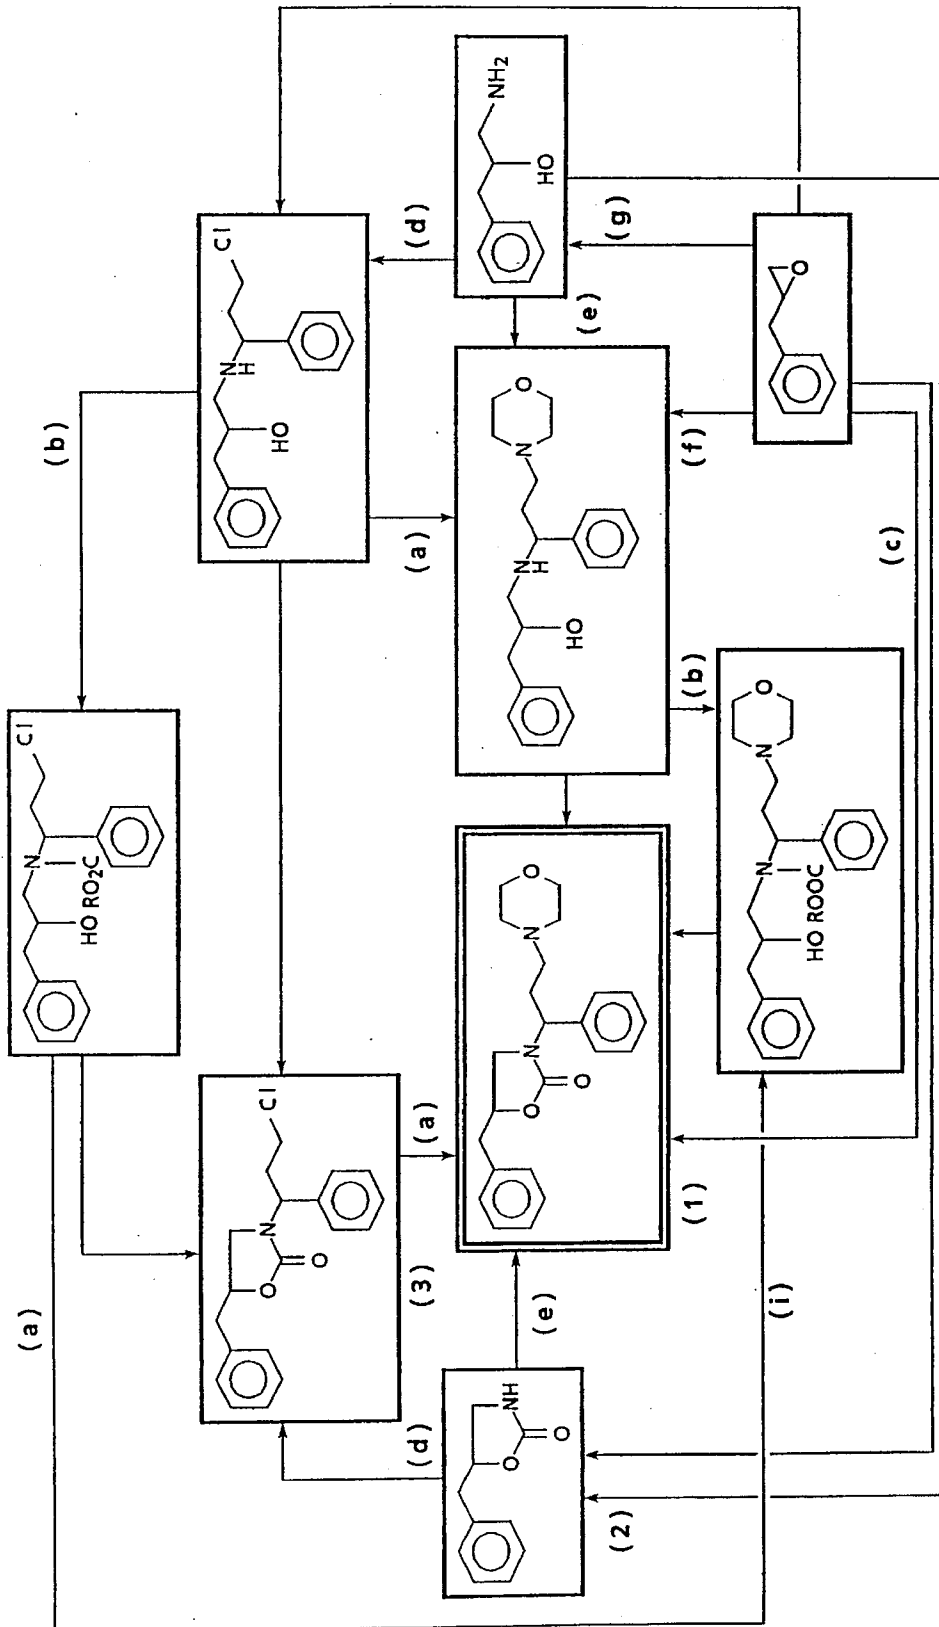 Cl
N
HO RO2C
(a)
(b)
Cl
N
O
O
Cl
N
H
HO
(d)
(3)
(a)
(a)
(d)
NH
O
O
O
N
N
O
O
O
N
N
H
HO
NH2
HO
(e)
(e)
(2)
(1)
(b)
(f)
(g)
(i)
O
N
N
HO ROOC
O
(c)